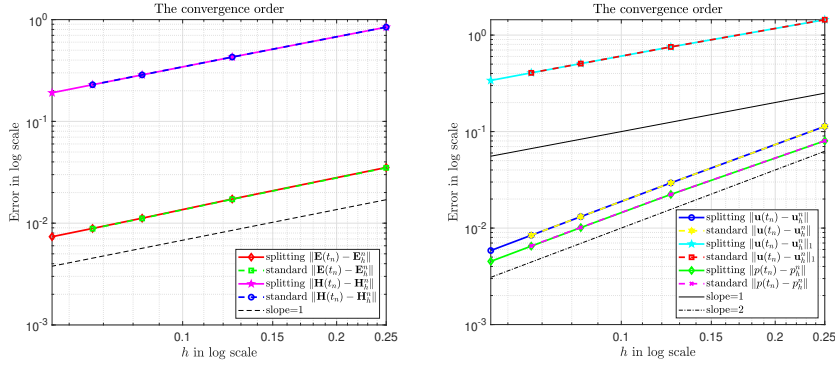 The convergence order
10^0
10^{-1}
10^{-2}
10^{-3}
Error in log scale
0.1
0.15
0.2
0.25
h in log scale
splitting ‖E(t_n) − E_h^n‖
standard ‖E(t_n) − E_h^n‖
splitting ‖H(t_n) − H_h^n‖
standard ‖H(t_n) − H_h^n‖
slope=1
The convergence order
10^0
10^{-1}
10^{-2}
10^{-3}
Error in log scale
0.1
0.15
0.2
0.25
h in log scale
splitting ‖u(t_n) − u_h^n‖
standard ‖u(t_n) − u_h^n‖
splitting ‖u(t_n) − u_h^n‖_1
standard ‖u(t_n) − u_h^n‖_1
splitting ‖p(t_n) − p_h^n‖
standard ‖p(t_n) − p_h^n‖
slope=1
slope=2